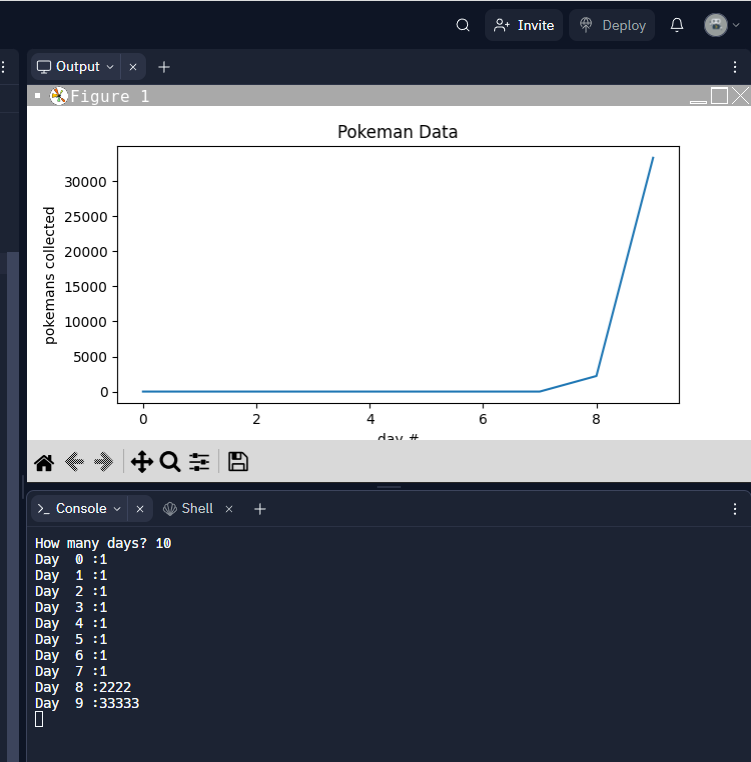 Invite
Deploy
Output
Figure 1
Pokeman Data
pokemans collected
30000
25000
20000
15000
10000
5000
0
0 2 4 6 8
day #
Console
Shell
How many days? 10
Day  0 :1
Day  1 :1
Day  2 :1
Day  3 :1
Day  4 :1
Day  5 :1
Day  6 :1
Day  7 :1
Day  8 :2222
Day  9 :33333